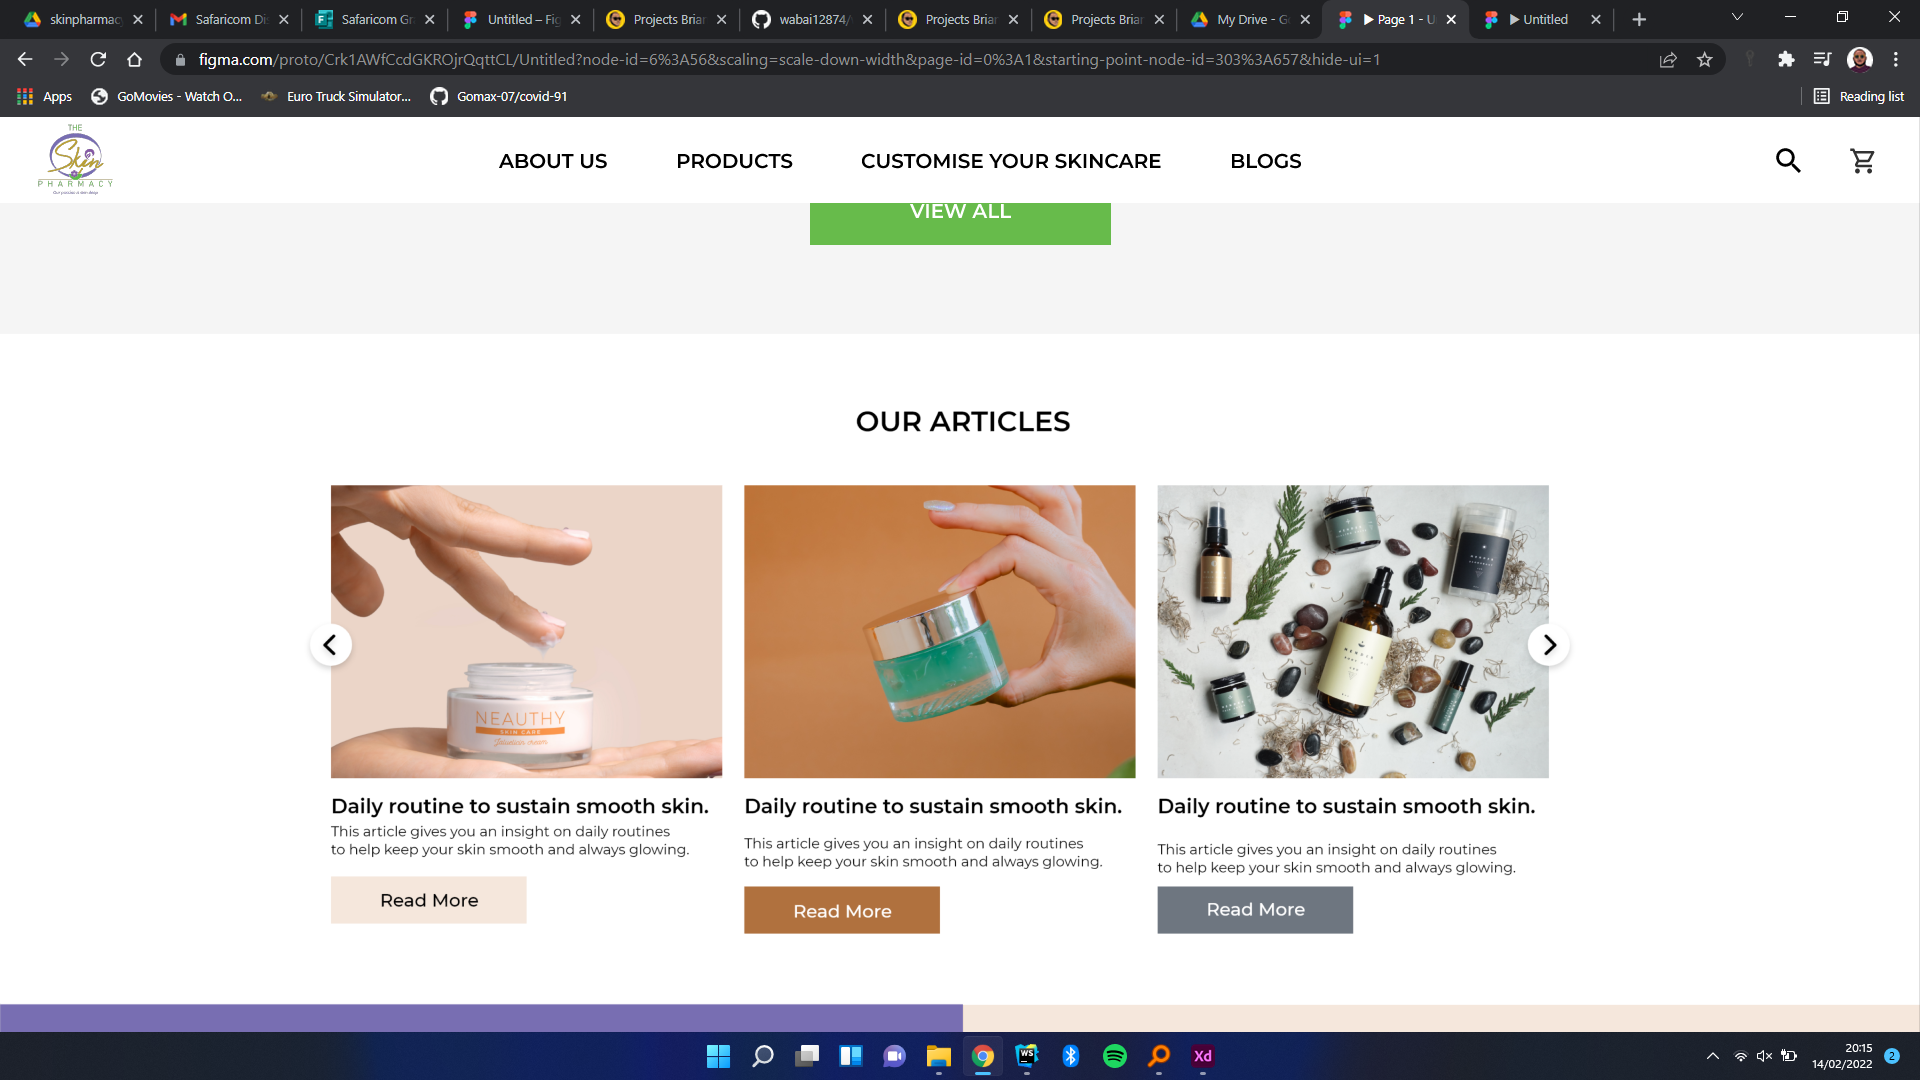 skinpharmac
Safaricom Di
Safaricom Gr
Untitled – Fig
Projects Brian
wabai12874/
Projects Brian
Projects Brian
My Drive - G
Page 1 - U
Untitled
figma.com/proto/Crk1AWfCcdGKROjrQqttCL/Untitled?node-id=6%3A56&scaling=scale-down-width&page-id=0%3A1&starting-point-node-id=303%3A657&hide-ui=1
Apps
GoMovies - Watch O...
Euro Truck Simulator...
Gomax-07/covid-91
Reading list
THE
Skin
PHARMACY
ABOUT US
PRODUCTS
CUSTOMISE YOUR SKINCARE
BLOGS
VIEW ALL
OUR ARTICLES
NEAUTHY
SKIN CARE
Daily routine to sustain smooth skin.
This article gives you an insight on daily routines
to help keep your skin smooth and always glowing.
Read More
Daily routine to sustain smooth skin.
This article gives you an insight on daily routines
to help keep your skin smooth and always glowing.
Read More
Daily routine to sustain smooth skin.
This article gives you an insight on daily routines
to help keep your skin smooth and always glowing.
Read More
WS
Xd
20:15
14/02/2022
2